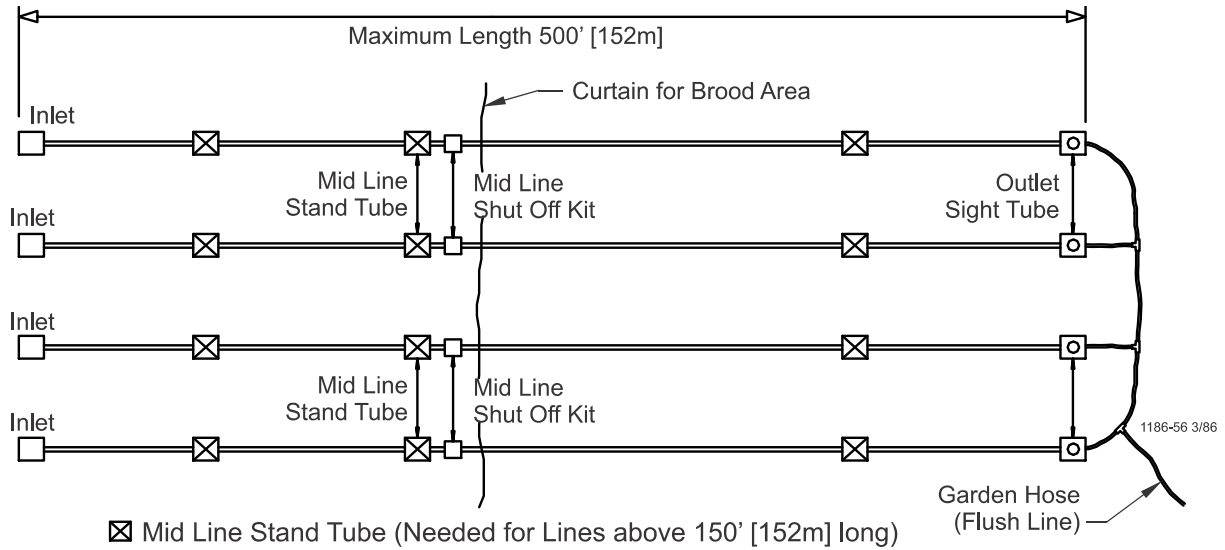 Maximum Length 500' [152m]
Curtain for Brood Area
Inlet
Mid Line
Stand Tube
Mid Line
Shut Off Kit
Outlet
Sight Tube
Inlet
Inlet
Mid Line
Stand Tube
Mid Line
Shut Off Kit
Inlet
1186-56 3/86
Garden Hose
(Flush Line)
Mid Line Stand Tube (Needed for Lines above 150' [152m] long)